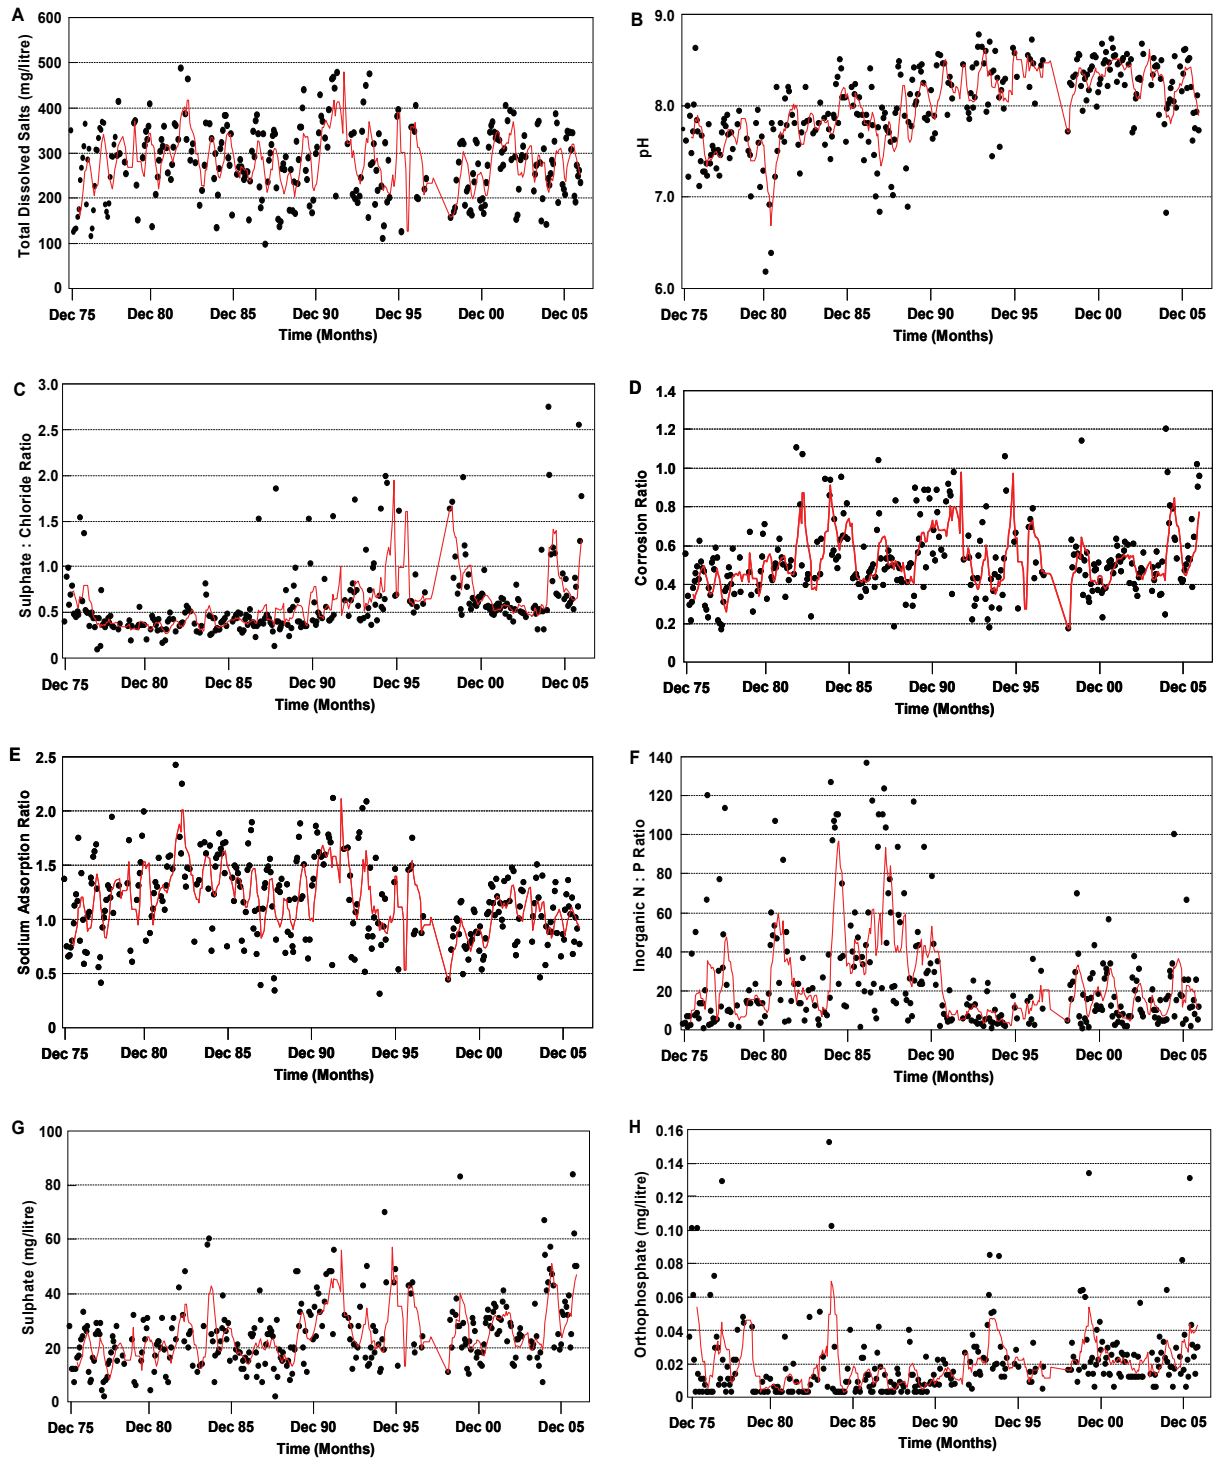 A
600
500
400
300
200
100
0
Total Dissolved Salts (mg/litre)
Dec 75 Dec 80 Dec 85 Dec 90 Dec 95 Dec 00 Dec 05
Time (Months)
B
9.0
8.0
7.0
6.0
pH
Dec 75 Dec 80 Dec 85 Dec 90 Dec 95 Dec 00 Dec 05
Time (Months)
C
3.0
2.5
2.0
1.5
1.0
0.5
0
Sulphate : Chloride Ratio
Dec 75 Dec 80 Dec 85 Dec 90 Dec 95 Dec 00 Dec 05
Time (Months)
D
1.4
1.2
1.0
0.8
0.6
0.4
0.2
0
Corrosion Ratio
Dec 75 Dec 80 Dec 85 Dec 90 Dec 95 Dec 00 Dec 05
Time (Months)
E
2.5
2.0
1.5
1.0
0.5
0
Sodium Adsorption Ratio
Dec 75 Dec 80 Dec 85 Dec 90 Dec 95 Dec 00 Dec 05
Time (Months)
F
140
120
100
80
60
40
20
0
Inorganic N : P Ratio
Dec 75 Dec 80 Dec 85 Dec 90 Dec 95 Dec 00 Dec 05
Time (Months)
G
100
80
60
40
20
0
Sulphate (mg/litre)
Dec 75 Dec 80 Dec 85 Dec 90 Dec 95 Dec 00 Dec 05
Time (Months)
H
0.16
0.14
0.12
0.10
0.08
0.06
0.04
0.02
0
Orthophosphate (mg/litre)
Dec 75 Dec 80 Dec 85 Dec 90 Dec 95 Dec 00 Dec 05
Time (Months)